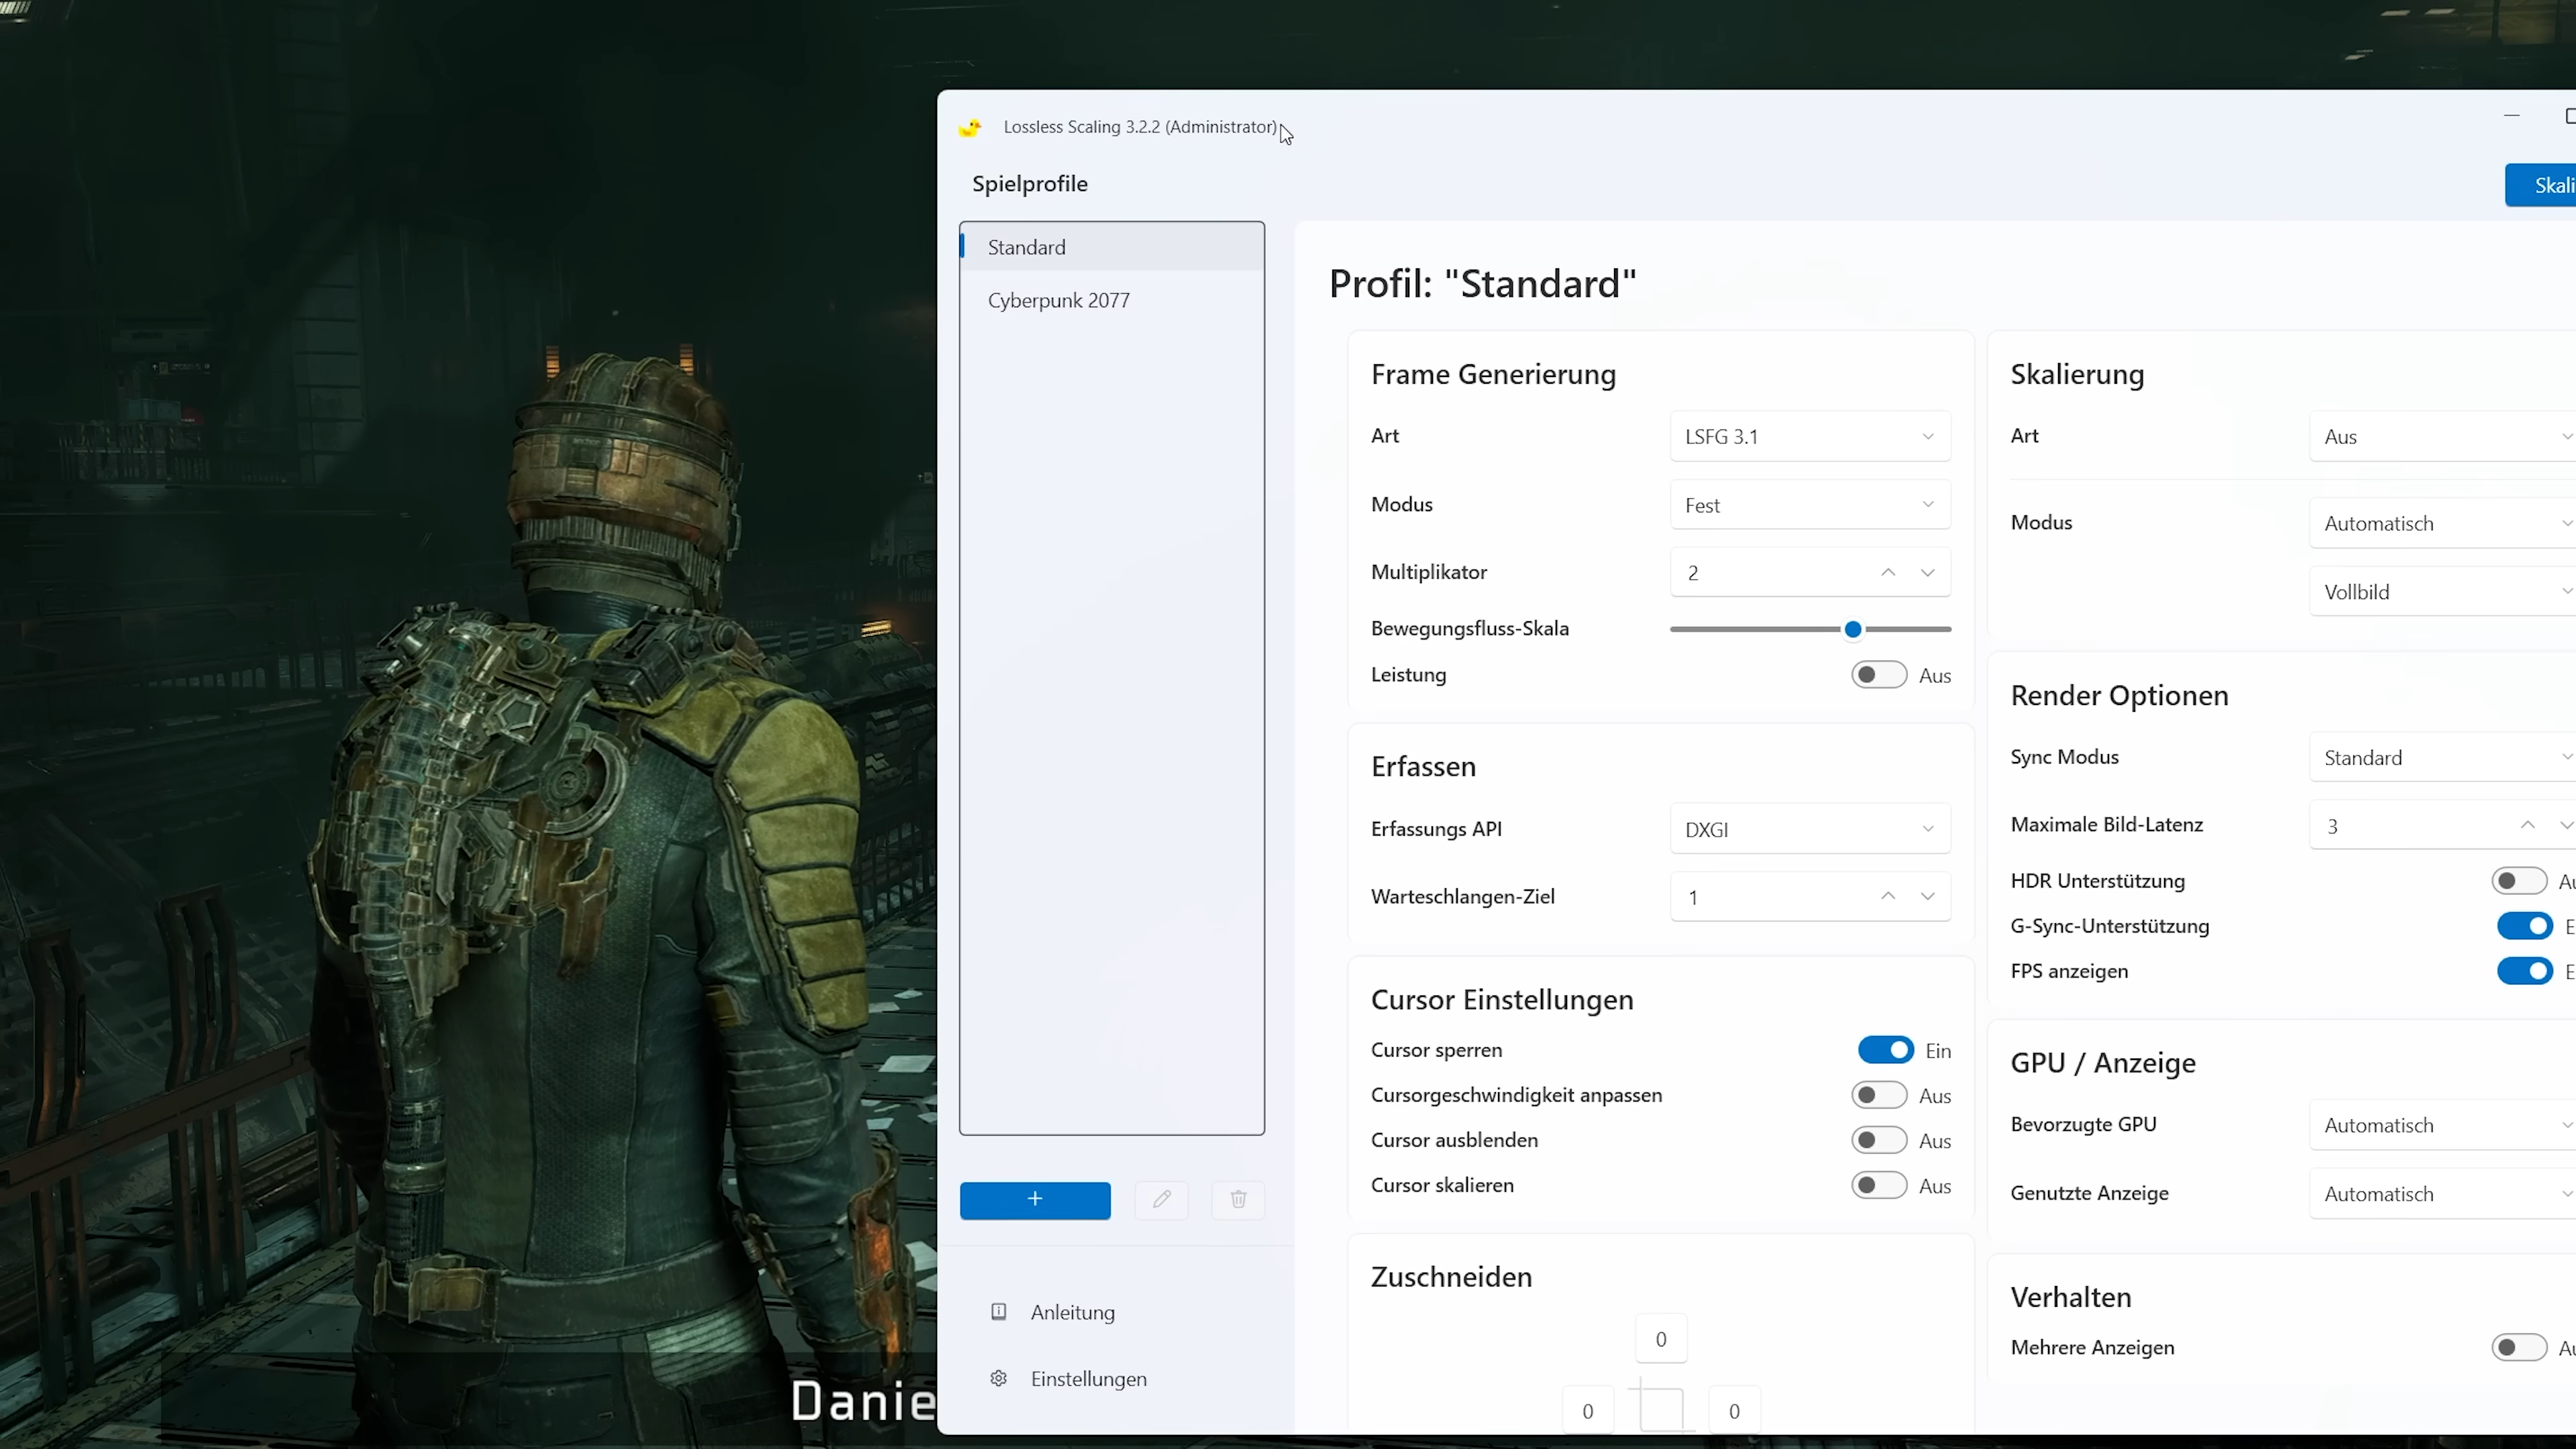 Lossless Scaling 3.2.2 (Administrator)
Spielprofile
Skali
Standard
Cyberpunk 2077
Profil: "Standard"
Frame Generierung
Art
LSFG 3.1
Modus
Fest
Multiplikator
2
Bewegungsfluss-Skala
Leistung
Aus
Erfassen
Erfassungs API
DXGI
Warteschlangen-Ziel
1
Cursor Einstellungen
Cursor sperren
Ein
Cursorgeschwindigkeit anpassen
Aus
Cursor ausblenden
Aus
Cursor skalieren
Aus
Zuschneiden
0
0
0
Skalierung
Art
Aus
Modus
Automatisch
Vollbild
Render Optionen
Sync Modus
Standard
Maximale Bild-Latenz
3
HDR Unterstützung
Au
G-Sync-Unterstützung
E
FPS anzeigen
E
GPU / Anzeige
Bevorzugte GPU
Automatisch
Genutzte Anzeige
Automatisch
Verhalten
Mehrere Anzeigen
Au
+
Anleitung
Einstellungen
Danie